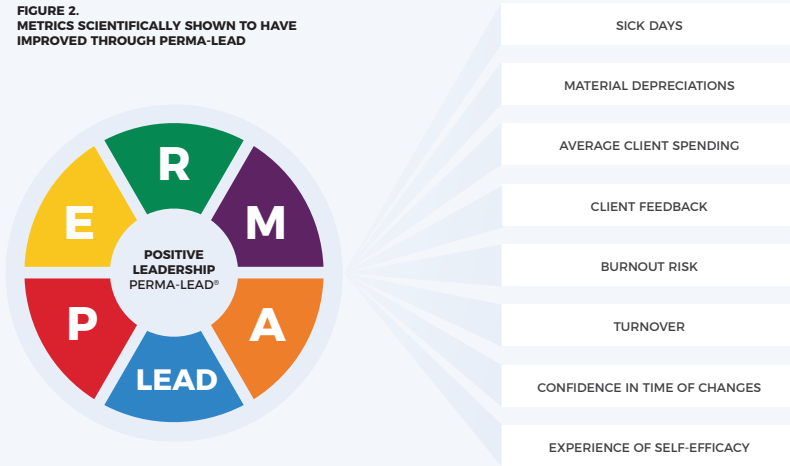 FIGURE 2.
METRICS SCIENTIFICALLY SHOWN TO HAVE
IMPROVED THROUGH PERMA-LEAD
P
E
R
M
A
LEAD
POSITIVE
LEADERSHIP
PERMA-LEAD®
SICK DAYS
MATERIAL DEPRECIATIONS
AVERAGE CLIENT SPENDING
CLIENT FEEDBACK
BURNOUT RISK
TURNOVER
CONFIDENCE IN TIME OF CHANGES
EXPERIENCE OF SELF-EFFICACY